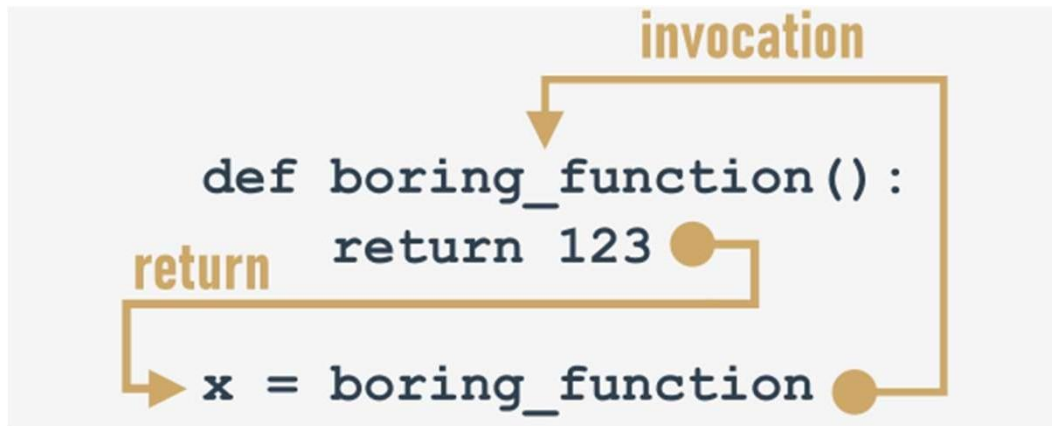 invocation
def boring_function():
return 123
return
x = boring_function